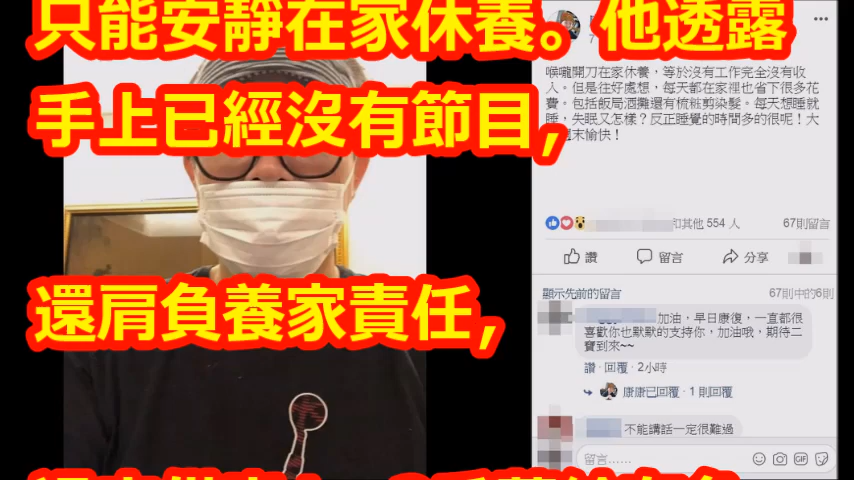 只能安靜在家休養。他透露
手上已經沒有節目，
還肩負養家責任，
喉嚨開刀在家休養，等於沒有工作完全沒有收
入。但是往好處想，每天都在家裡也省下很多花
費。包括飯局酒攤還有梳粧剪染髮。每天想睡就
睡，失眠又怎樣？反正睡覺的時間多的很呢！大
週末愉快！
和其他 554 人
67則留言
讚
留言
分享
顯示先前的留言
67則中的6則
加油，早日康復，一直都很
喜歡你也默默的支持你，加油哦，期待二
寶到來~~
讚 · 回覆 · 2小時
康康已回覆 · 1 則回覆
不能講話一定很難過
留言......
GIF